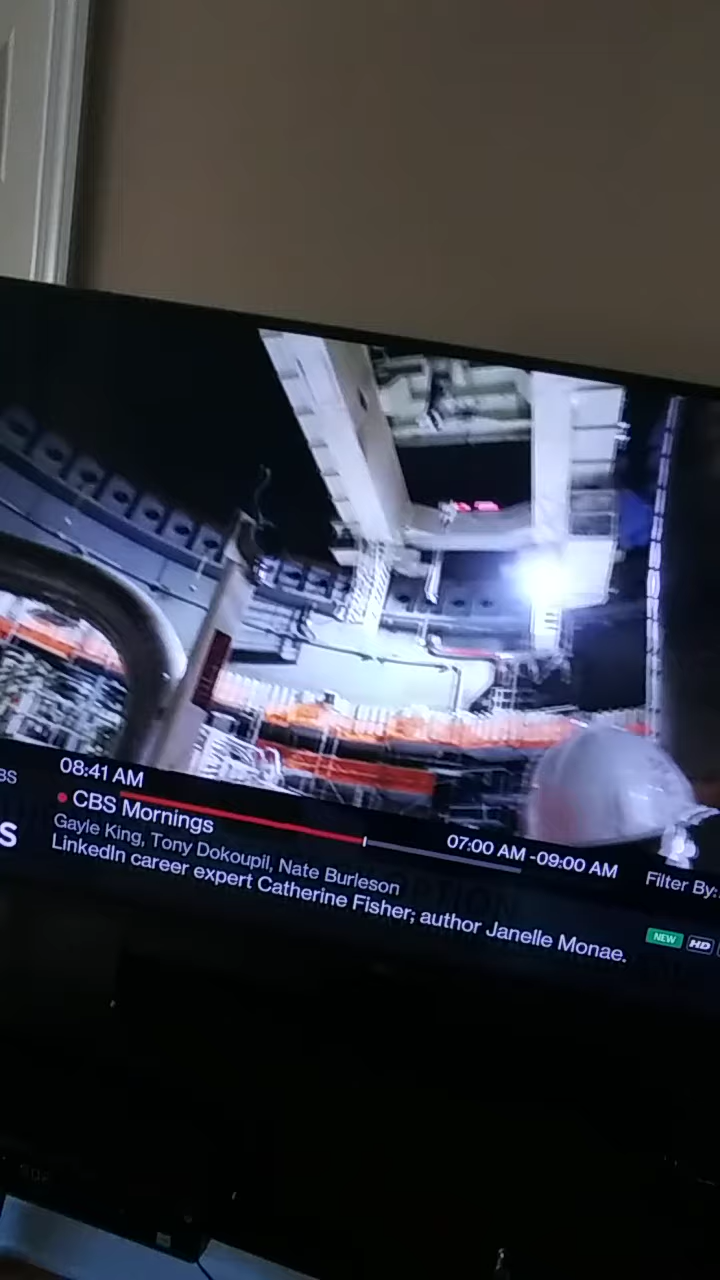 08:41 AM
BS
CBS Mornings
07:00 AM -09:00 AM
Filter By:
S
Gayle King, Tony Dokoupil, Nate Burleson
LinkedIn career expert Catherine Fisher; author Janelle Monae.
NEW HD